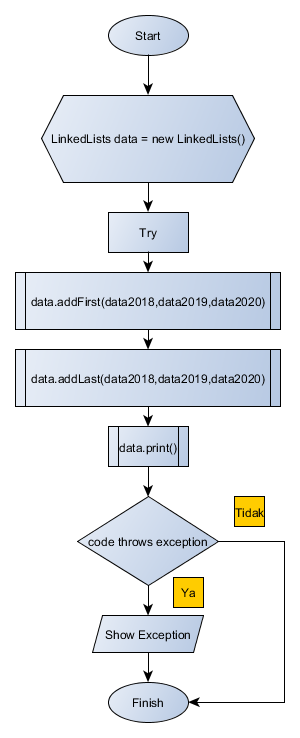 Start
LinkedLists data = new LinkedLists()
Try
data.addFirst(data2018,data2019,data2020)
data.addLast(data2018,data2019,data2020)
data.print()
code throws exception
Tidak
Ya
Show Exception
Finish